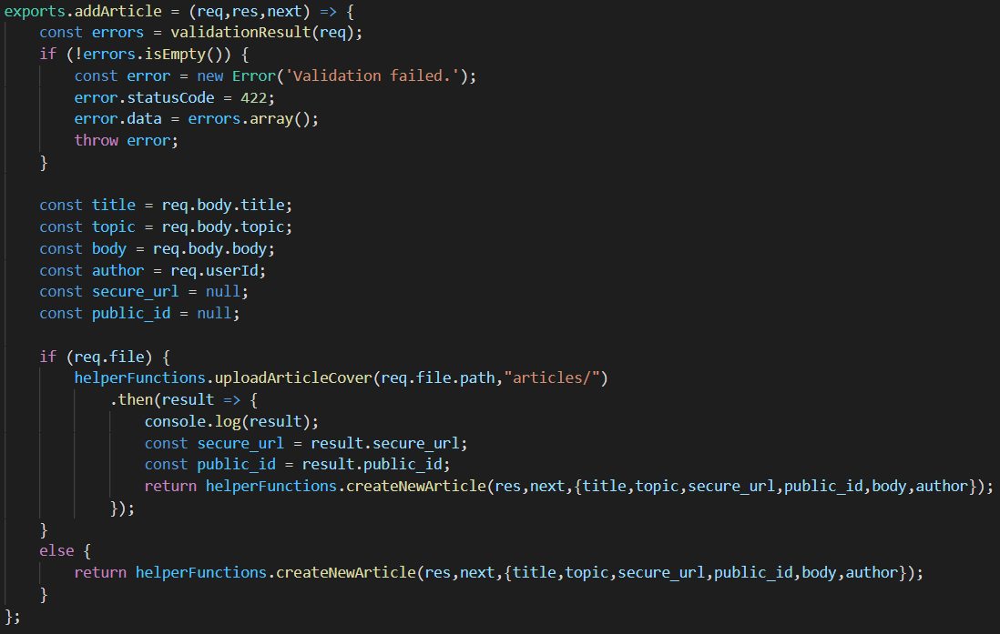 exports.addArticle = (req,res,next) => {
    const errors = validationResult(req);
    if (!errors.isEmpty()) {
        const error = new Error('Validation failed.');
        error.statusCode = 422;
        error.data = errors.array();
        throw error;
    }

    const title = req.body.title;
    const topic = req.body.topic;
    const body = req.body.body;
    const author = req.userId;
    const secure_url = null;
    const public_id = null;

    if (req.file) {
        helperFunctions.uploadArticleCover(req.file.path,"articles/")
            .then(result => {
                console.log(result);
                const secure_url = result.secure_url;
                const public_id = result.public_id;
                return helperFunctions.createNewArticle(res,next,{title,topic,secure_url,public_id,body,author});
            });
    }
    else {
        return helperFunctions.createNewArticle(res,next,{title,topic,secure_url,public_id,body,author});
    }
};